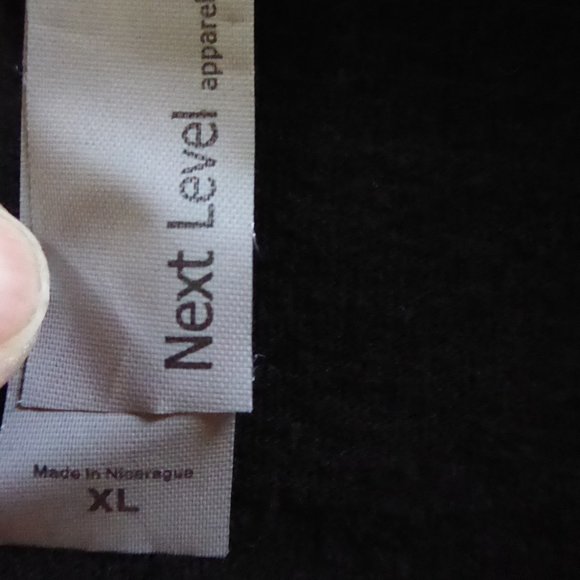 Next Level apparel
Made in Nicaragua
XL